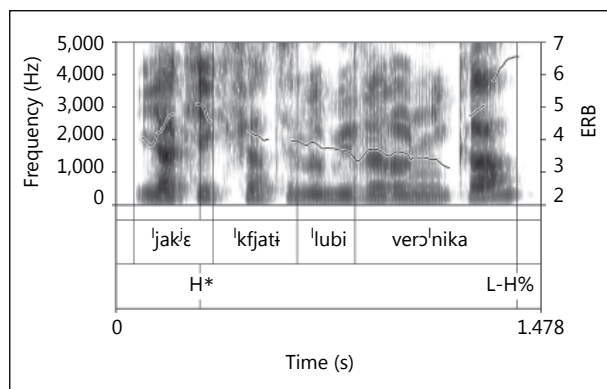 5,000
4,000
3,000
2,000
1,000
0
Frequency (Hz)
7
6
5
4
3
2
ERB
ˈjakʲɛ
ˈkfjatɨ
ˈlubi
verɔˈnika
H*
L-H%
0
1.478
Time (s)